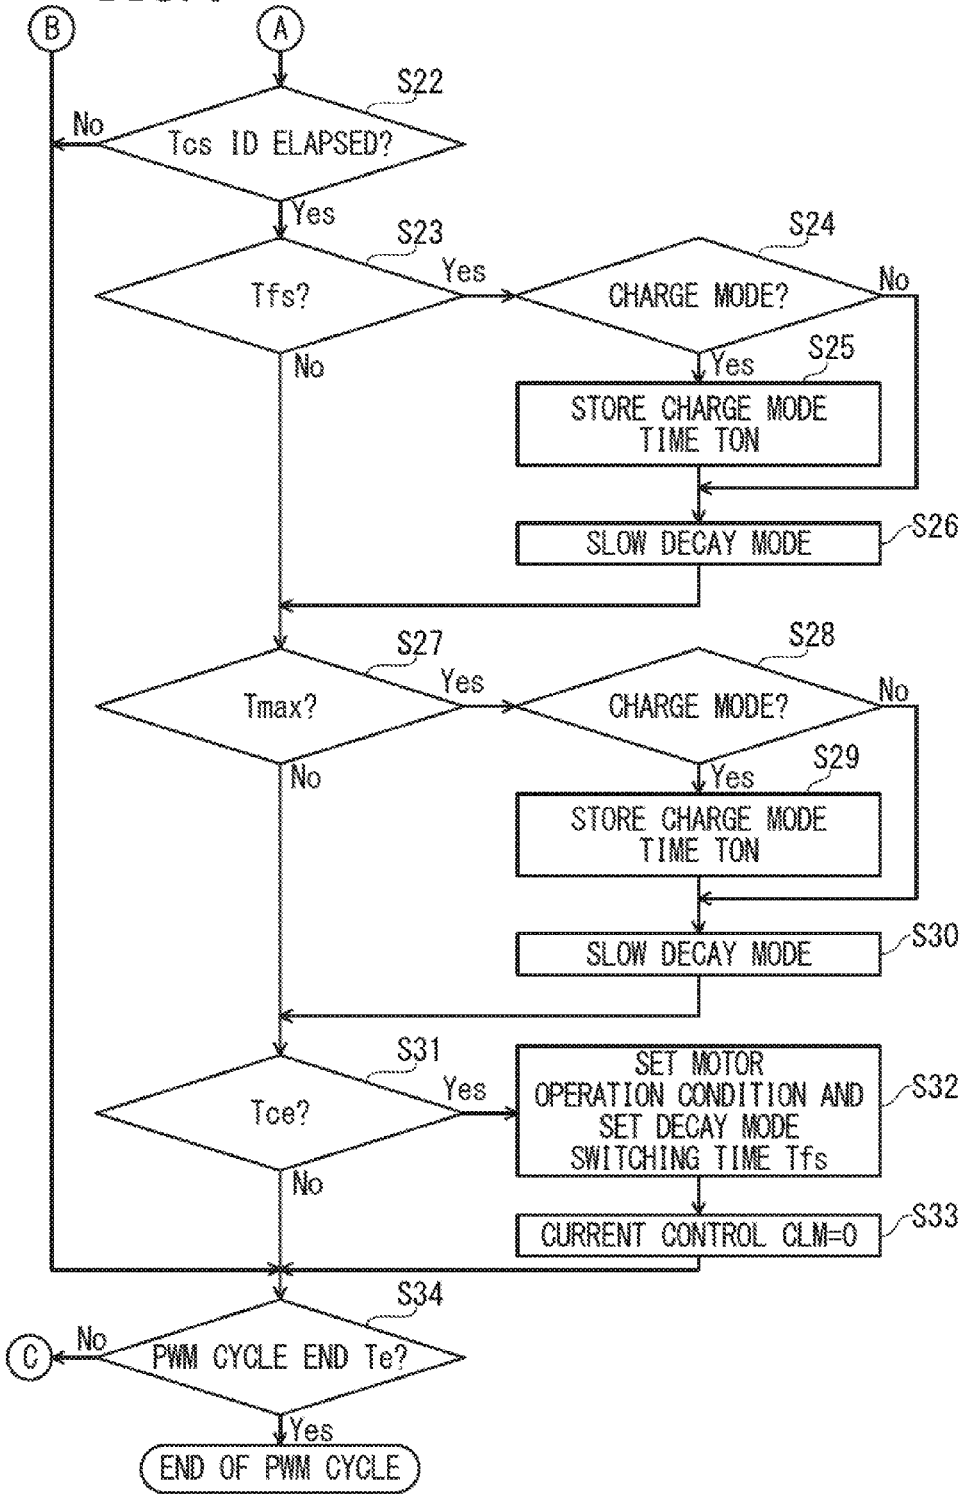 B
A
S22
No
Tcs ID ELAPSED?
Yes
S23
Tfs?
Yes
S24
CHARGE MODE?
No
No
Yes
S25
STORE CHARGE MODE
TIME TON
S26
SLOW DECAY MODE
S27
Tmax?
Yes
S28
CHARGE MODE?
No
No
Yes
S29
STORE CHARGE MODE
TIME TON
S30
SLOW DECAY MODE
S31
Tce?
Yes
SET MOTOR
OPERATION CONDITION AND
SET DECAY MODE
SWITCHING TIME Tfs
S32
No
S33
CURRENT CONTROL CLM=0
S34
C
No
PWM CYCLE END Te?
Yes
END OF PWM CYCLE